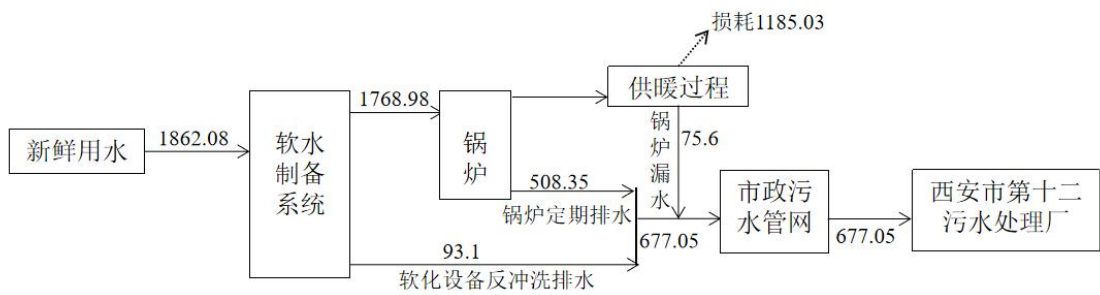 损耗1185.03
供暖过程
1768.98
锅炉
锅炉漏水
75.6
新鲜用水
1862.08
软水
制备
系统
508.35
锅炉定期排水
市政污
水管网
西安市第十二
污水处理厂
677.05
677.05
93.1
软化设备反冲洗排水